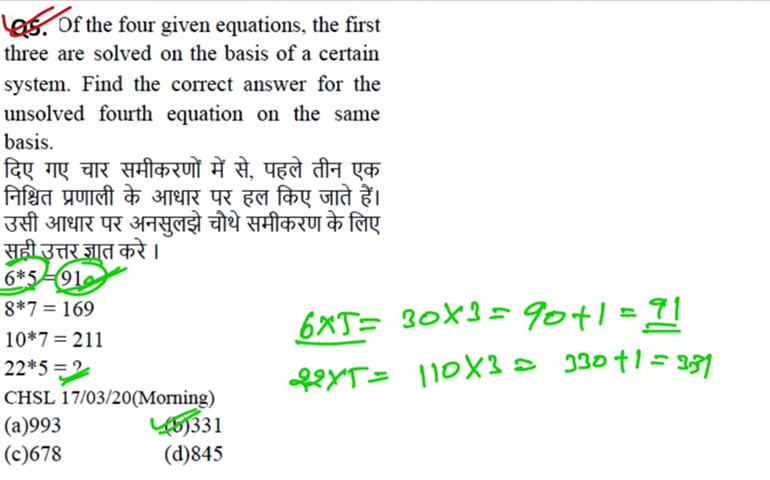 Q5. Of the four given equations, the first
three are solved on the basis of a certain
system. Find the correct answer for the
unsolved fourth equation on the same
basis.
दिए गए चार समीकरणों में से, पहले तीन एक
निश्चित प्रणाली के आधार पर हल किए जाते हैं।
उसी आधार पर अनसुलझे चौथे समीकरण के लिए
सही उत्तर ज्ञात करे ।
6*5 = 91
8*7 = 169
10*7 = 211
22*5 = ?
CHSL 17/03/20(Morning)
(a)993 (b)331
(c)678 (d)845
6×5 = 30×3 = 90+1 = 91
22×5 = 110×3 = 330+1 = 331